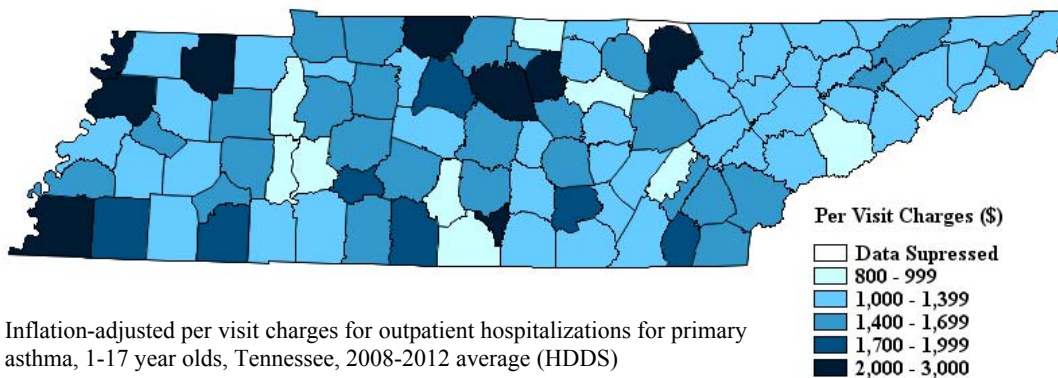 Per Visit Charges ($)
Data Supressed
800 - 999
1,000 - 1,399
1,400 - 1,699
1,700 - 1,999
2,000 - 3,000
Inflation-adjusted per visit charges for outpatient hospitalizations for primary
asthma, 1-17 year olds, Tennessee, 2008-2012 average (HDDS)